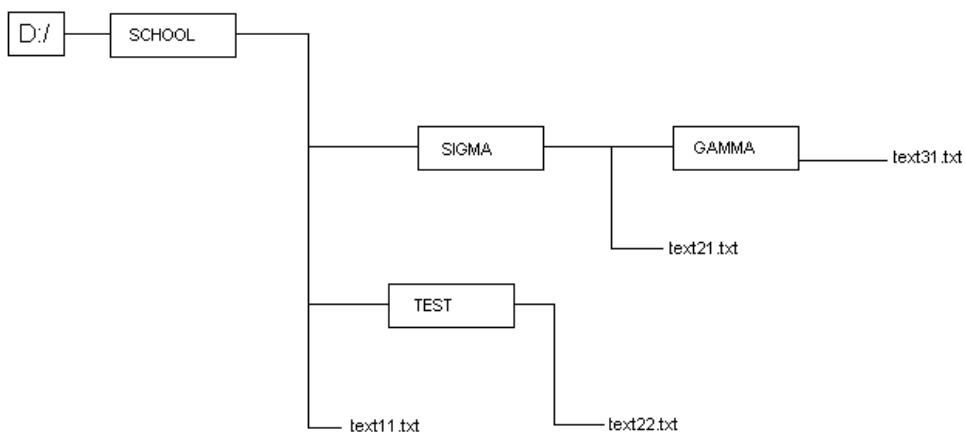 D:/
SCHOOL
SIGMA
GAMMA
text31.txt
text21.txt
TEST
text11.txt
text22.txt